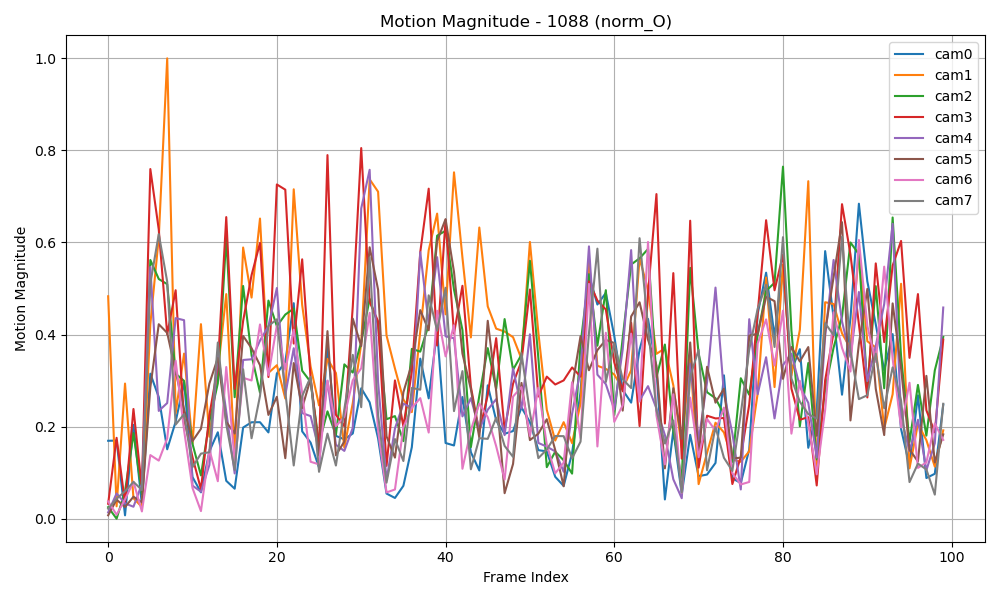 Motion Magnitude - 1088 (norm_O)
1.0
0.8
0.6
0.4
0.2
0.0
Motion Magnitude
0
20
40
60
80
100
Frame Index
cam0
cam1
cam2
cam3
cam4
cam5
cam6
cam7